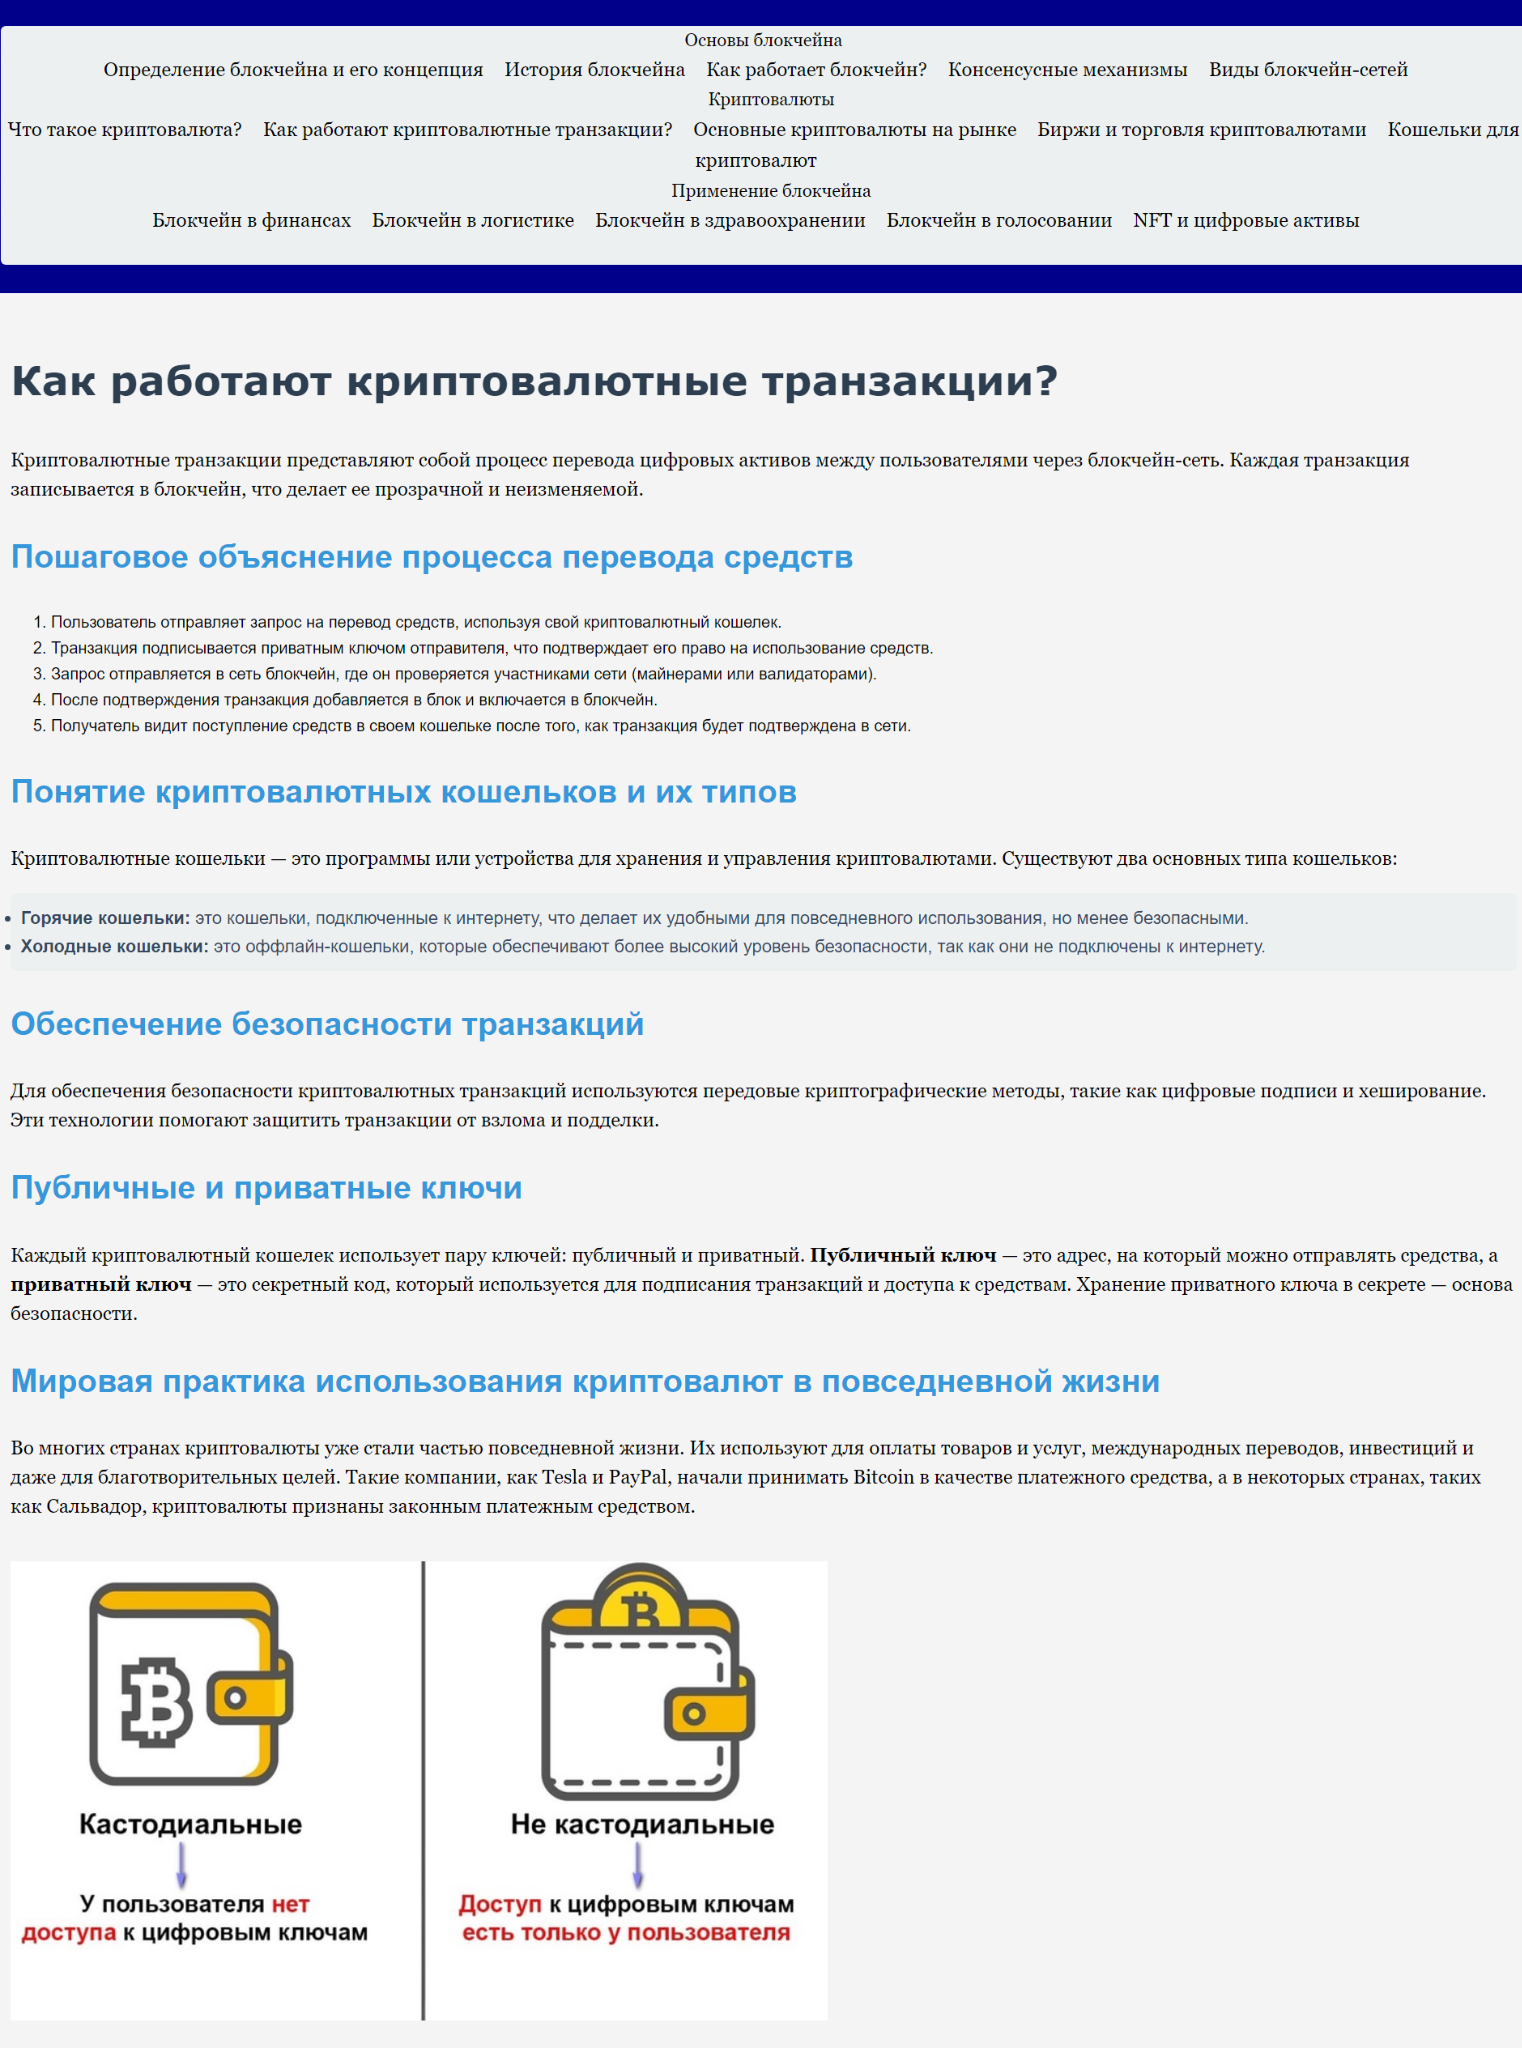 Основы блокчейна
Определение блокчейна и его концепция История блокчейна Как работает блокчейн? Консенсусные механизмы Виды блокчейн-сетей
Криптовалюты
Что такое криптовалюта? Как работают криптовалютные транзакции? Основные криптовалюты на рынке Биржи и торговля криптовалютами Кошельки для
криптовалют
Применение блокчейна
Блокчейн в финансах Блокчейн в логистике Блокчейн в здравоохранении Блокчейн в голосовании NFT и цифровые активы
Как работают криптовалютные транзакции?
Криптовалютные транзакции представляют собой процесс перевода цифровых активов между пользователями через блокчейн-сеть. Каждая транзакция
записывается в блокчейн, что делает ее прозрачной и неизменяемой.
Пошаговое объяснение процесса перевода средств
1. Пользователь отправляет запрос на перевод средств, используя свой криптовалютный кошелек.
2. Транзакция подписывается приватным ключом отправителя, что подтверждает его право на использование средств.
3. Запрос отправляется в сеть блокчейн, где он проверяется участниками сети (майнерами или валидаторами).
4. После подтверждения транзакция добавляется в блок и включается в блокчейн.
5. Получатель видит поступление средств в своем кошельке после того, как транзакция будет подтверждена в сети.
Понятие криптовалютных кошельков и их типов
Криптовалютные кошельки — это программы или устройства для хранения и управления криптовалютами. Существуют два основных типа кошельков:
• Горячие кошельки: это кошельки, подключенные к интернету, что делает их удобными для повседневного использования, но менее безопасными.
• Холодные кошельки: это оффлайн-кошельки, которые обеспечивают более высокий уровень безопасности, так как они не подключены к интернету.
Обеспечение безопасности транзакций
Для обеспечения безопасности криптовалютных транзакций используются передовые криптографические методы, такие как цифровые подписи и хеширование.
Эти технологии помогают защитить транзакции от взлома и подделки.
Публичные и приватные ключи
Каждый криптовалютный кошелек использует пару ключей: публичный и приватный. Публичный ключ — это адрес, на который можно отправлять средства, а
приватный ключ — это секретный код, который используется для подписания транзакций и доступа к средствам. Хранение приватного ключа в секрете — основа
безопасности.
Мировая практика использования криптовалют в повседневной жизни
Во многих странах криптовалюты уже стали частью повседневной жизни. Их используют для оплаты товаров и услуг, международных переводов, инвестиций и
даже для благотворительных целей. Такие компании, как Tesla и PayPal, начали принимать Bitcoin в качестве платежного средства, а в некоторых странах, таких
как Сальвадор, криптовалюты признаны законным платежным средством.
Кастодиальные
У пользователя нет
доступа к цифровым ключам
Не кастодиальные
Доступ к цифровым ключам
есть только у пользователя